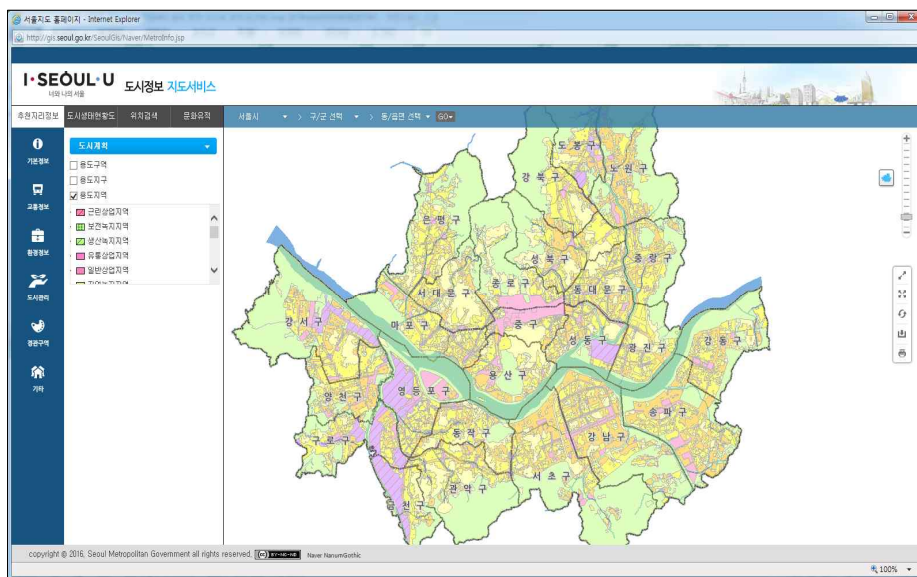 서울지도 홈페이지 - Internet Explorer
http://gis.seoul.go.kr/SeoulGis/Naver/MetroInfo.jsp
I·SEOUL·U
너와 나의 서울
도시정보 지도서비스
추천지리정보 도시생태현황도 위치검색 문화유적
서울시 > 구/군 선택 > 동/읍면 선택 GO
기본정보
교통정보
환경정보
도시관리
경관구역
기타
도시계획
용도구역
용도지구
용도지역
근린상업지역
보전녹지지역
생산녹지지역
유통상업지역
일반상업지역
도봉구
노원구
강북구
은평구
성북구
중랑구
종로구
서대문구
동대문구
강서구
마포구
중구
성동구
광진구
강동구
용산구
양천구
영등포구
송파구
동작구
강남구
구로구
서초구
관악구
금천구
copyright @ 2016, Seoul Metropolitan Government all rights reserved. (cc) BY-NC-ND Naver NanumGothic
100%